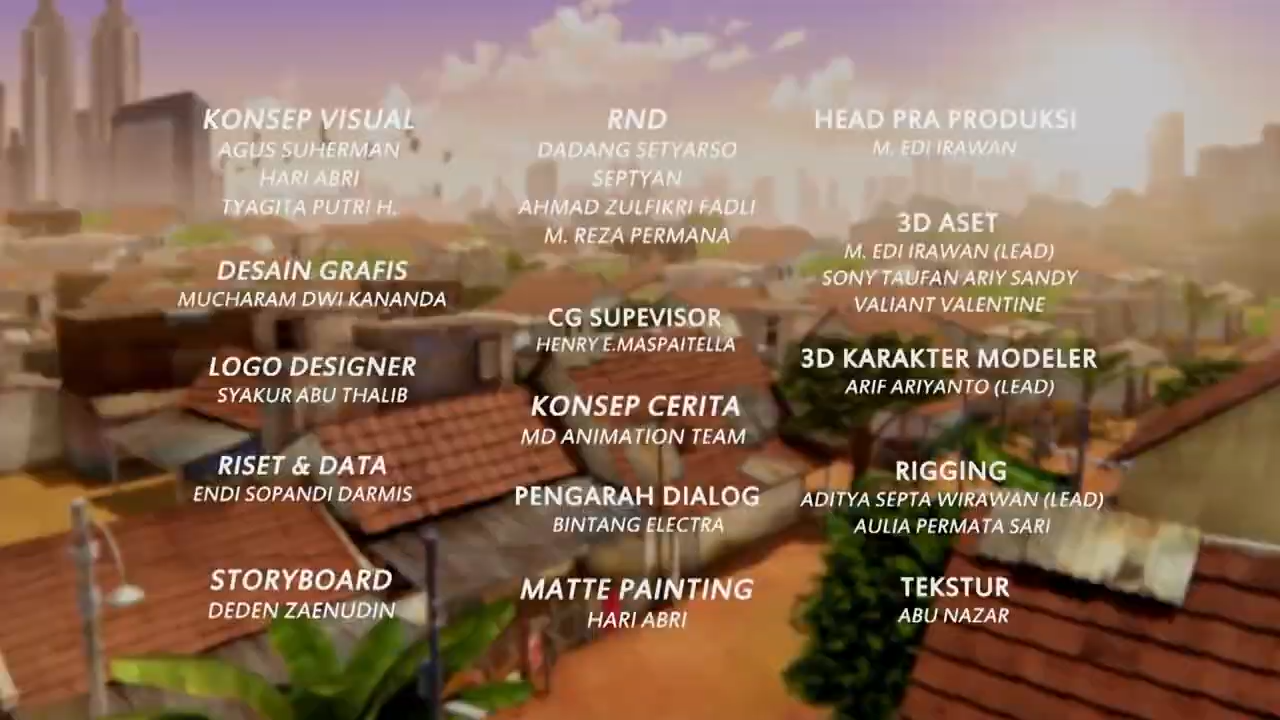 KONSEP VISUAL
AGUS SUHERMAN
HARI ABRI
TYAGITA PUTRI H.
DESAIN GRAFIS
MUCHARAM DWI KANANDA
LOGO DESIGNER
SYAKUR ABU THALIB
RISET & DATA
ENDI SOPANDI DARMIS
STORYBOARD
DEDEN ZAENUDIN
RND
DADANG SETYARSO
SEPTYAN
AHMAD ZULFIKRI FADLI
M. REZA PERMANA
CG SUPEVISOR
HENRY E.MASPAITELLA
KONSEP CERITA
MD ANIMATION TEAM
PENGARAH DIALOG
BINTANG ELECTRA
MATTE PAINTING
HARI ABRI
HEAD PRA PRODUKSI
M. EDI IRAWAN
3D ASET
M. EDI IRAWAN (LEAD)
SONY TAUFAN ARIY SANDY
VALIANT VALENTINE
3D KARAKTER MODELER
ARIF ARIYANTO (LEAD)
RIGGING
ADITYA SEPTA WIRAWAN (LEAD)
AULIA PERMATA SARI
TEKSTUR
ABU NAZAR